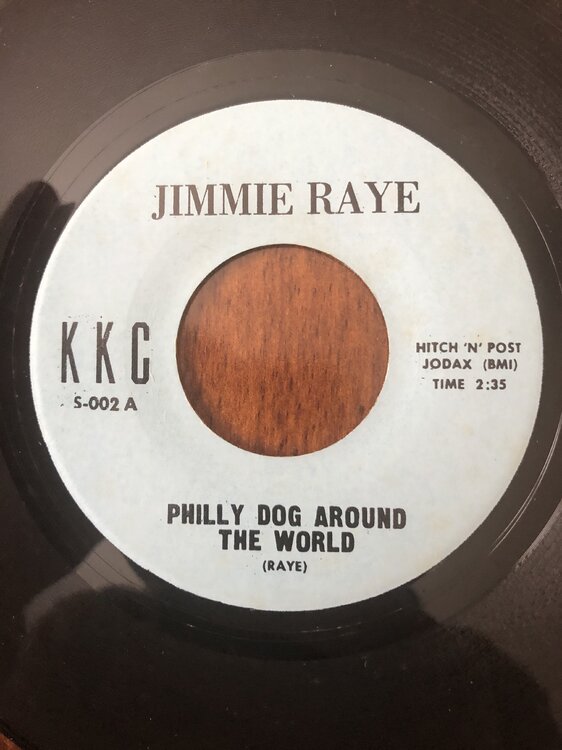 JIMMIE RAYE
KKC
S-002 A
HITCH 'N' POST
JODAX (BMI)
TIME 2:35
PHILLY DOG AROUND
THE WORLD
(RAYE)